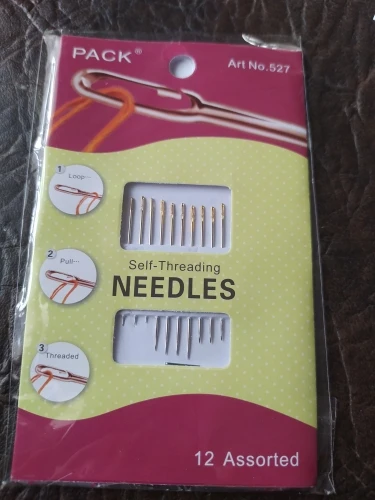 PACK®
Art No.527
1
Loop...
2
Pull...
3
Threaded
Self-Threading
NEEDLES
12 Assorted